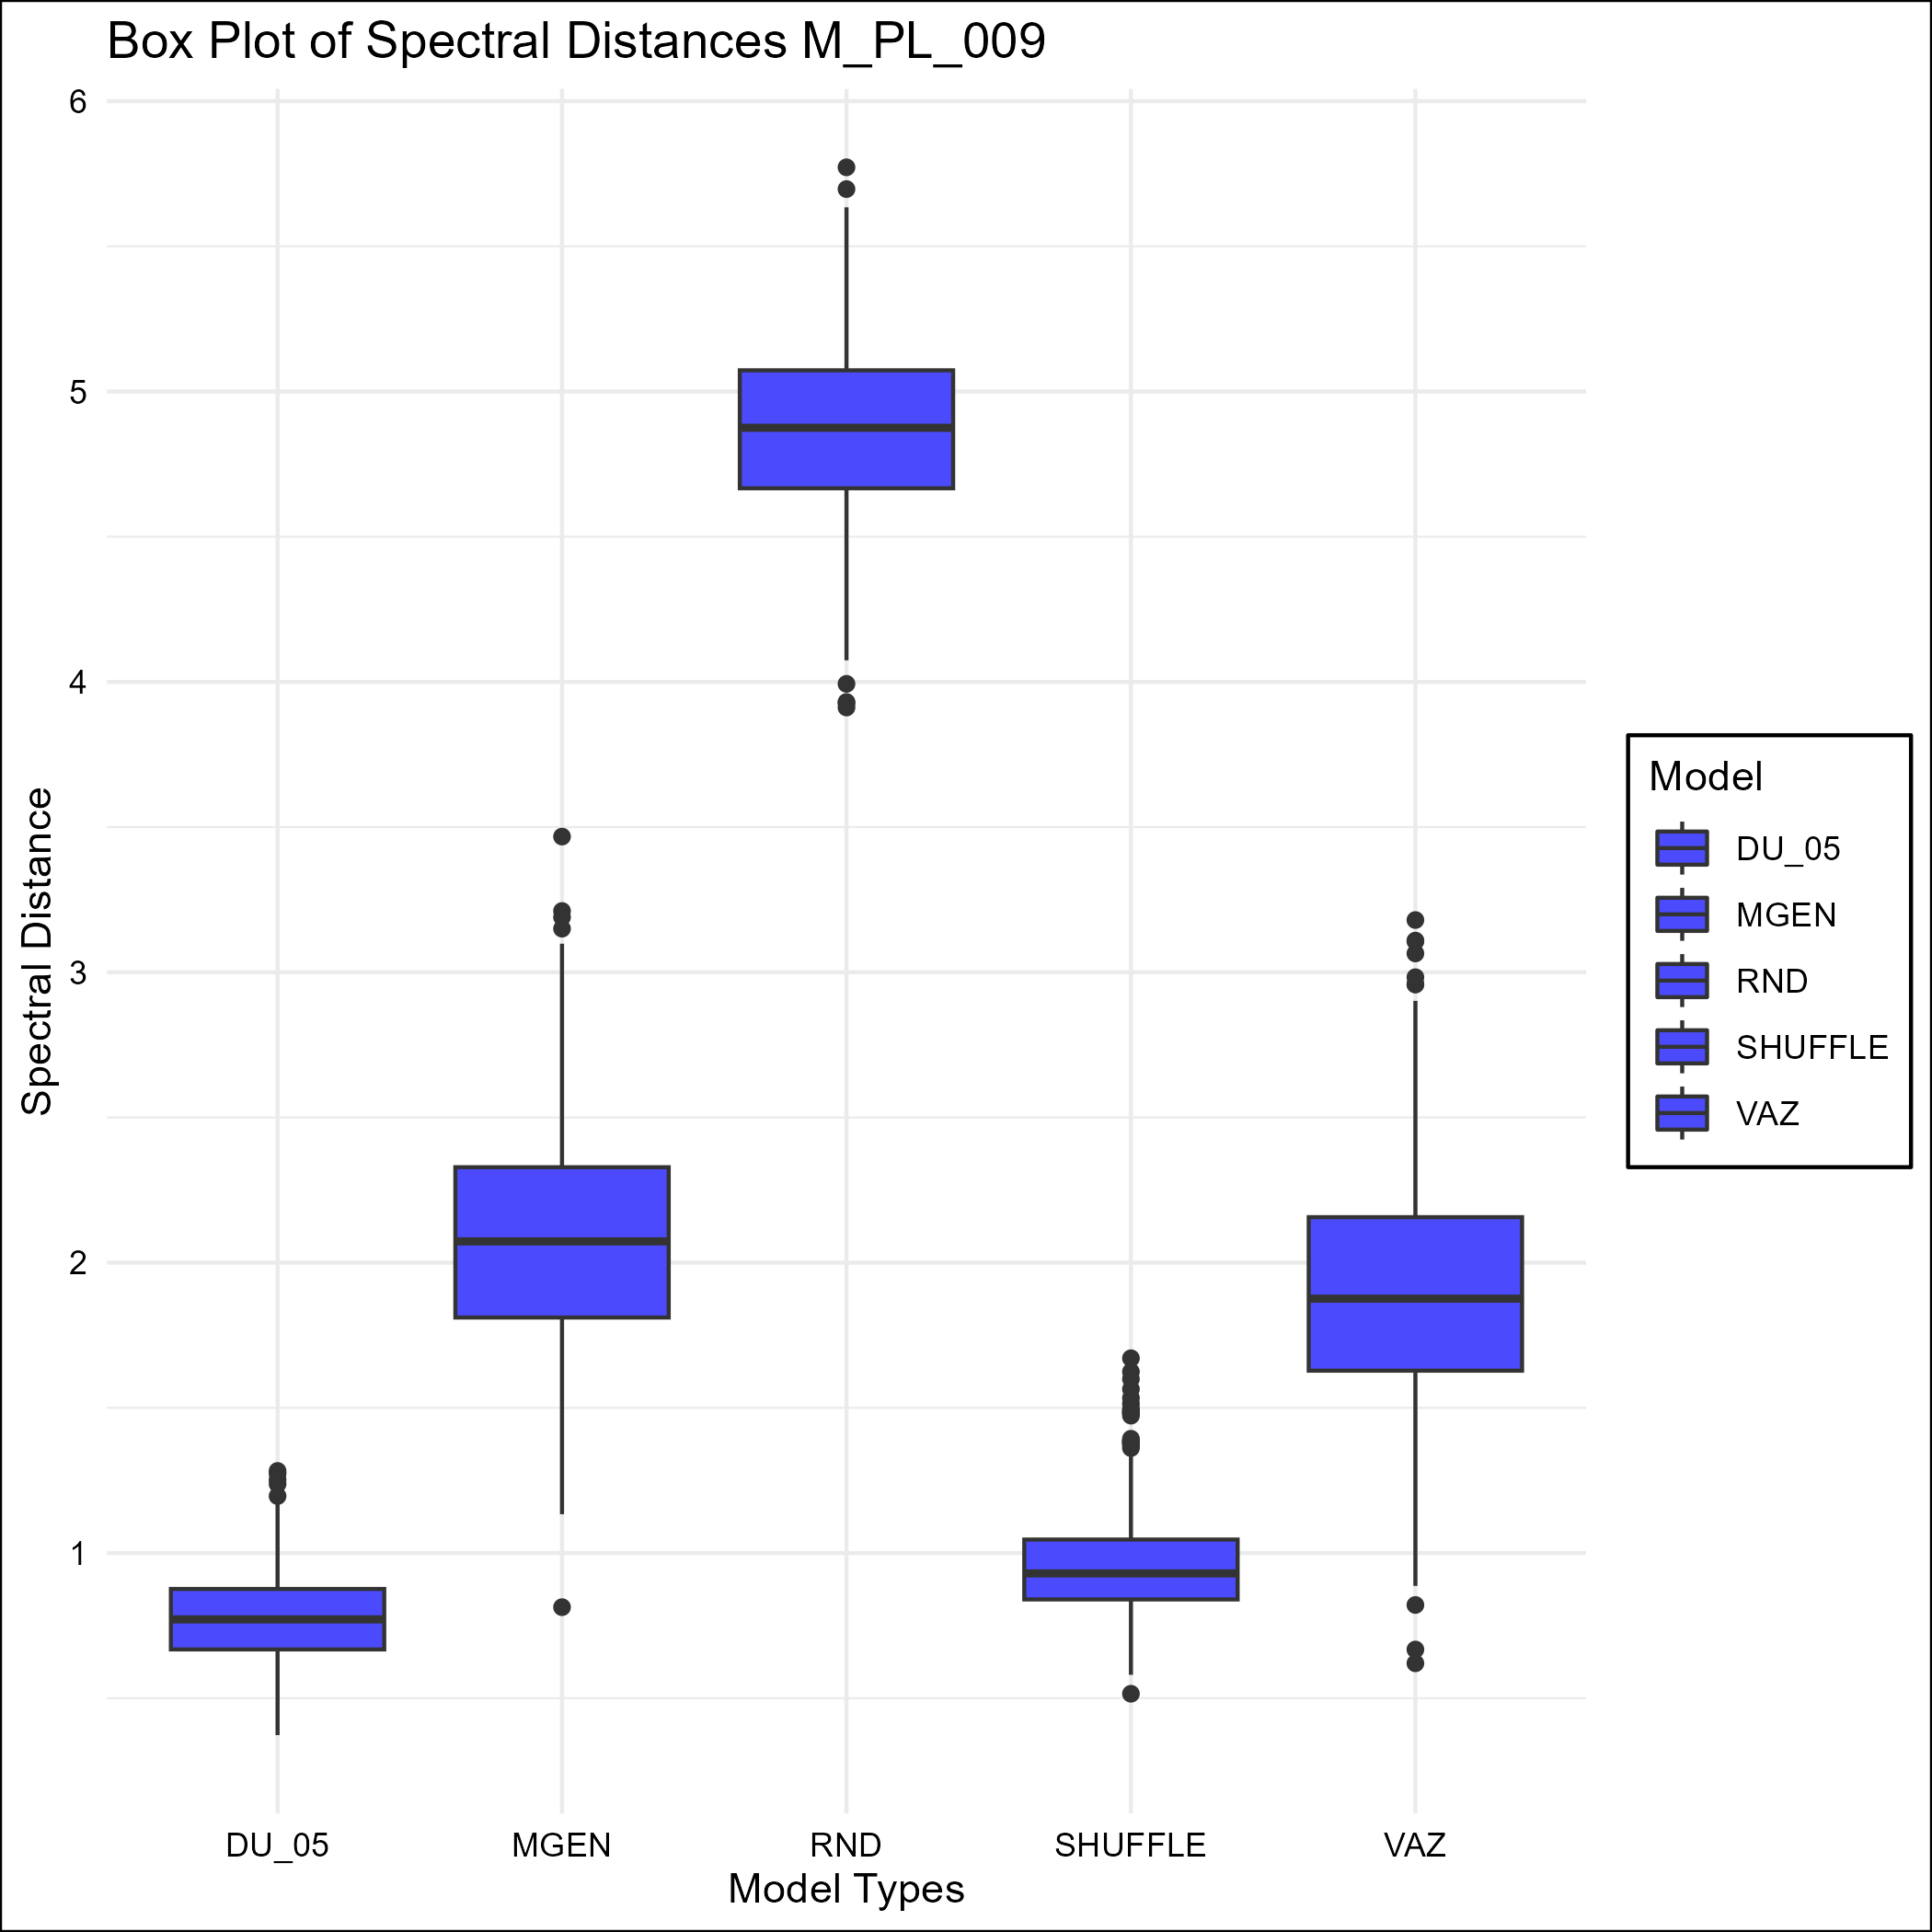 Box Plot of Spectral Distances M_PL_009
6
5
4
3
2
1
Spectral Distance
DU_05
MGEN
RND
SHUFFLE
VAZ
Model Types
Model
DU_05
MGEN
RND
SHUFFLE
VAZ